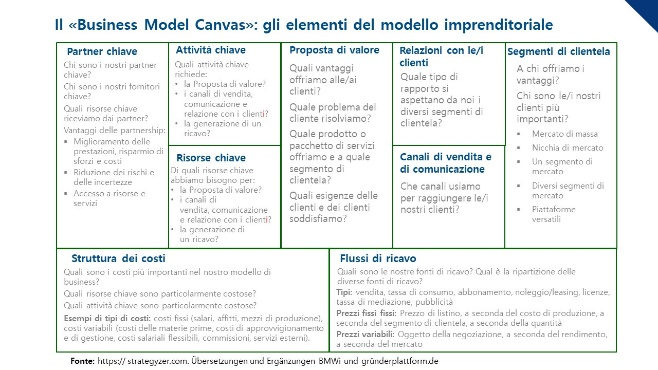 Il «Business Model Canvas»: gli elementi del modello imprenditoriale
Partner chiave
Chi sono i nostri partner
chiave?
Chi sono i nostri fornitori
chiave?
Quali risorse chiave
riceviamo dai partner?
Vantaggi delle partnership:
▪ Miglioramento delle
prestazioni, risparmio di
sforzi e costi
▪ Riduzione dei rischi e
delle incertezze
▪ Accesso a risorse e
servizi
Attività chiave
Quali attività chiave
richiede:
• la Proposta di valore?
• i canali di vendita,
comunicazione e
relazione con i clienti?
• la generazione di un
ricavo?
Risorse chiave
Di quali risorse chiave
abbiamo bisogno per:
• la Proposta di valore?
• i canali di
vendita, comunicazione
e relazione con i clienti?
• la generazione di
un ricavo?
Proposta di valore
Quali vantaggi
offriamo alle/ai
clienti?
Quale problema del
cliente risolviamo?
Quale prodotto o
pacchetto di servizi
offriamo e a quale
segmento di
clientela?
Quali esigenze delle
clienti e dei clienti
soddisfiamo?
Relazioni con le/i
clienti
Quale tipo di
rapporto si
aspettano da noi i
diversi segmenti di
clientela?
Canali di vendita e
di comunicazione
Che canali usiamo
per raggiungere le/i
nostri clienti?
Segmenti di clientela
A chi offriamo i
vantaggi?
Chi sono le/i nostri
clienti più
importanti?
▪ Mercato di massa
▪ Nicchia di mercato
▪ Un segmento di
mercato
▪ Diversi segmenti di
mercato
▪ Piattaforme
versatili
Struttura dei costi
Quali sono i costi più importanti nel nostro modello di
business?
Quali risorse chiave sono particolarmente costose?
Quali attività chiave sono particolarmente costose?
Esempi di tipi di costi: costi fissi (salari, affitti, mezzi di produzione),
costi variabili (costi delle materie prime, costi di approvvigionamento
e di gestione, costi salariali flessibili, commissioni, servizi esterni).
Flussi di ricavo
Quali sono le nostre fonti di ricavo? Qual è la ripartizione delle
diverse fonti di ricavo?
Tipi: vendita, tassa di consumo, abbonamento, noleggio/leasing, licenze,
tassa di mediazione, pubblicità
Prezzi fissi fissi: Prezzo di listino, a seconda del costo di produzione, a
seconda del segmento di clientela, a seconda della quantità
Prezzi variabili: Oggetto della negoziazione, a seconda del rendimento,
a seconda del mercato
Fonte: https:// strategyzer.com, Übersetzungen und Ergänzungen BMWi und gründerplattform.de